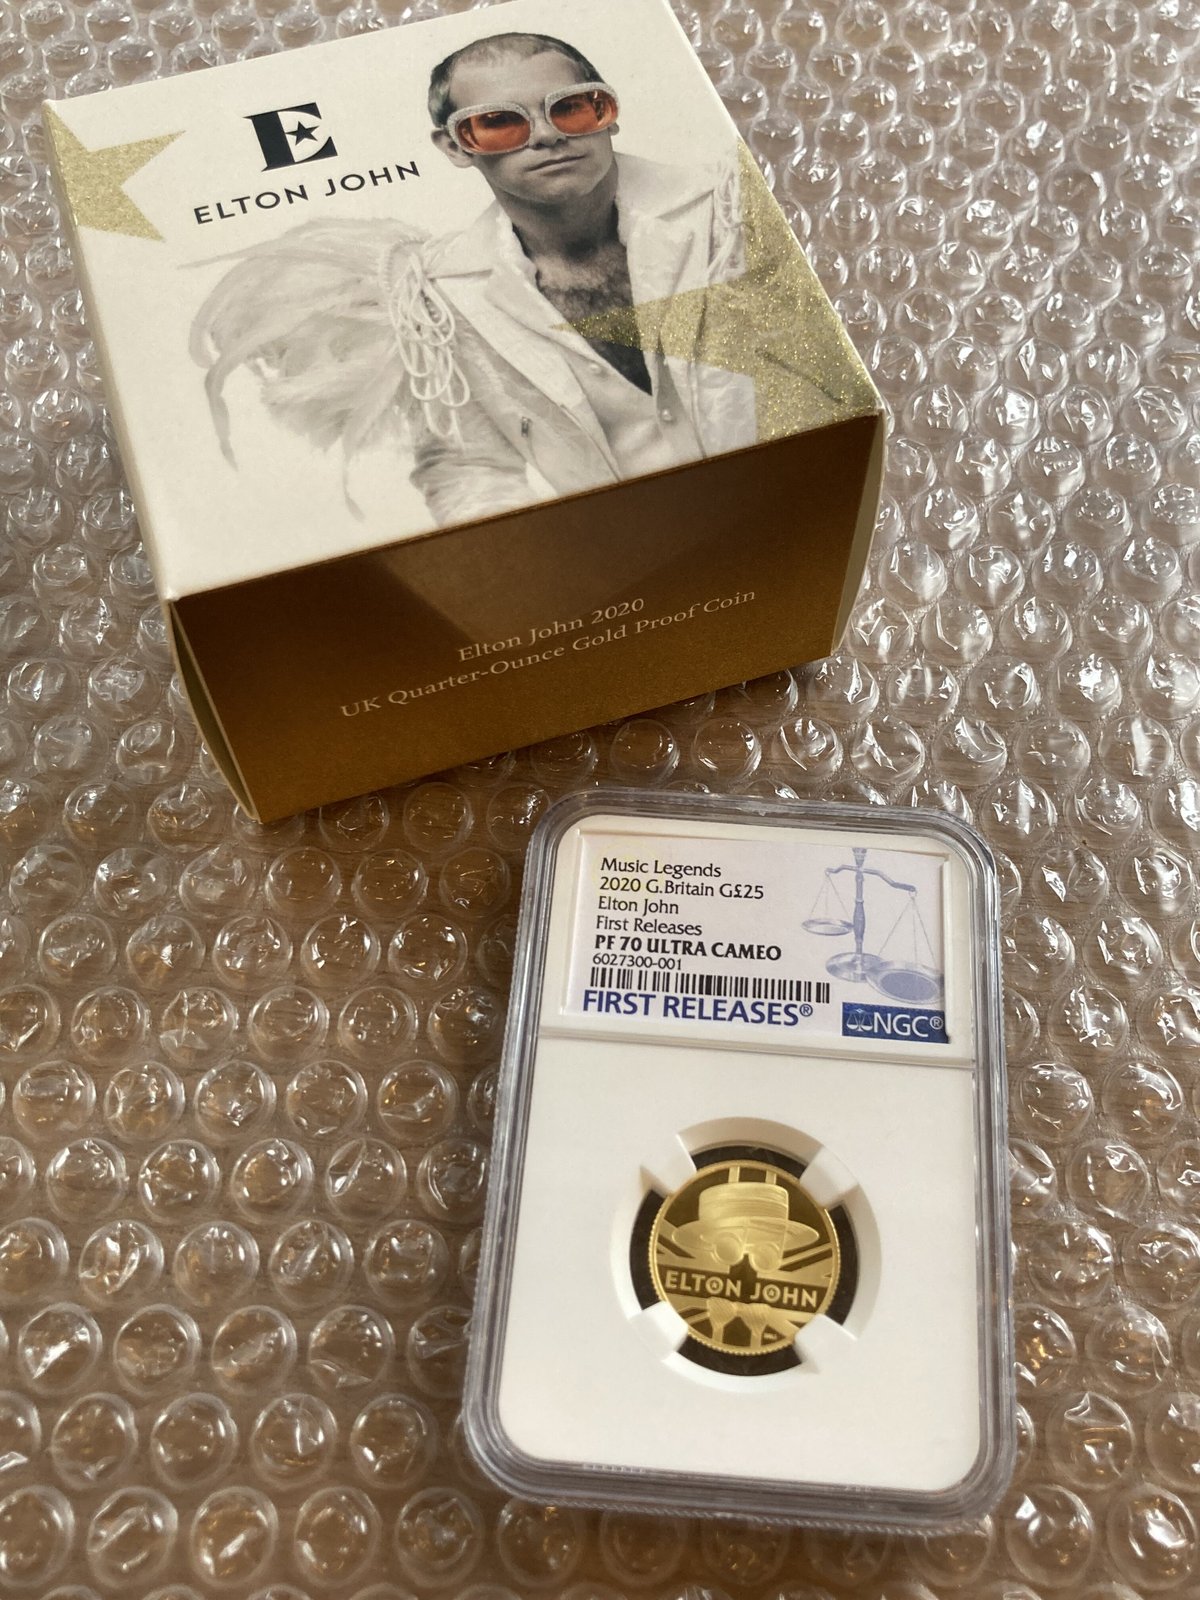 E
ELTON JOHN
Elton John 2020
UK Quarter-Ounce Gold Proof Coin
Music Legends
2020 G.Britain G£25
Elton John
First Releases
PF 70 ULTRA CAMEO
6027300-001
FIRST RELEASES®
NGC®
ELTON JOHN